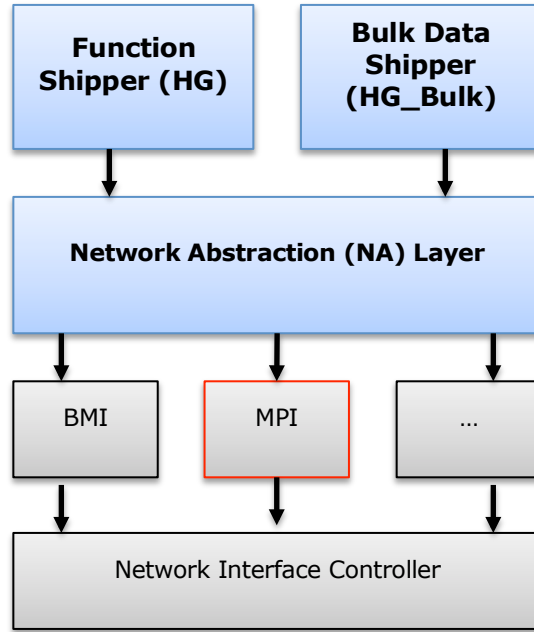 Function
Shipper (HG)
Bulk Data
Shipper
(HG_Bulk)
Network Abstraction (NA) Layer
BMI
MPI
...
Network Interface Controller